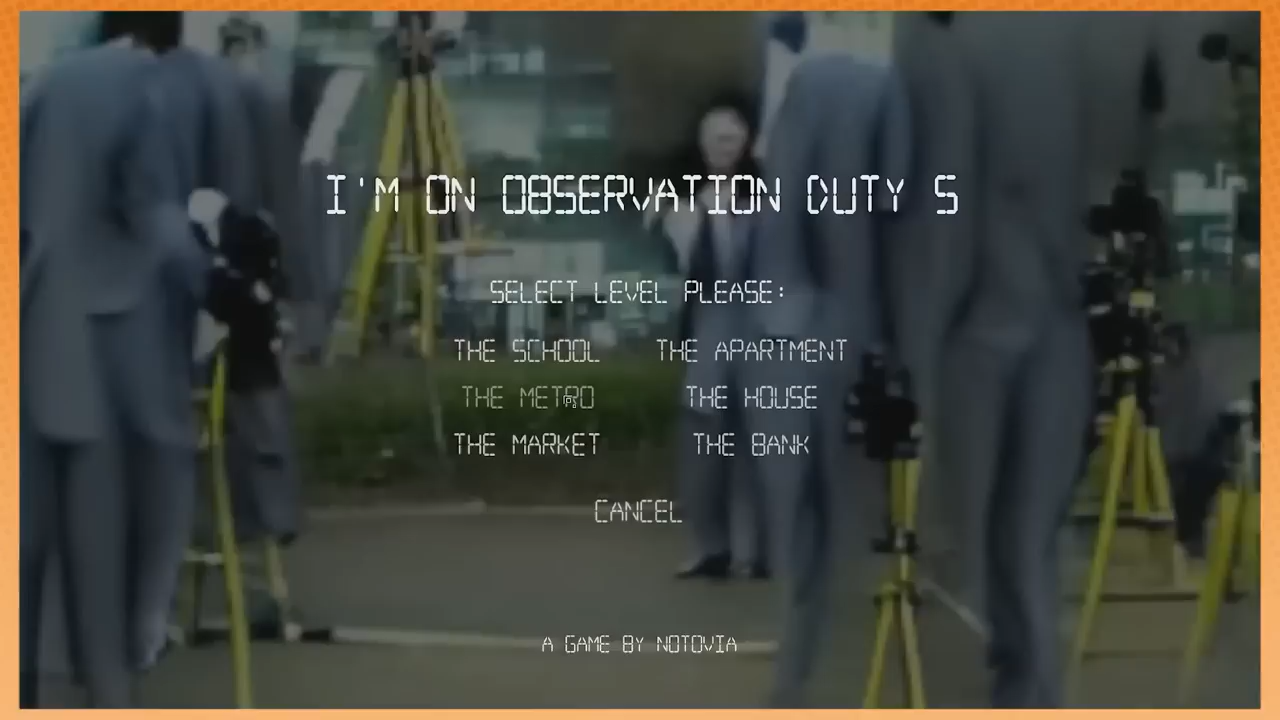 I'M ON OBSERVATION DUTY 5
SELECT LEVEL PLEASE:
THE SCHOOL THE APARTMENT
THE METRO THE HOUSE
THE MARKET THE BANK
CANCEL
A GAME BY NOTOVIA